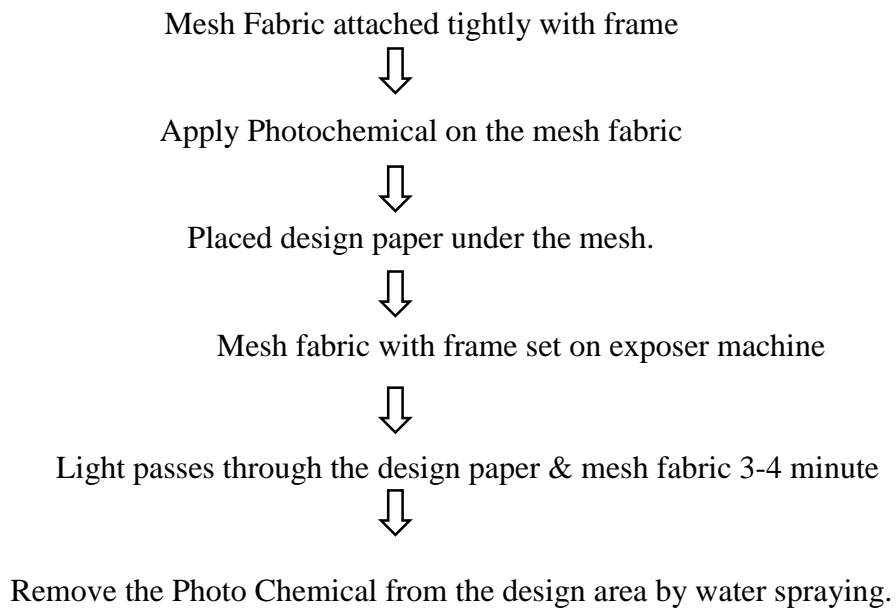 Mesh Fabric attached tightly with frame
Apply Photochemical on the mesh fabric
Placed design paper under the mesh.
Mesh fabric with frame set on exposer machine
Light passes through the design paper & mesh fabric 3-4 minute
Remove the Photo Chemical from the design area by water spraying.